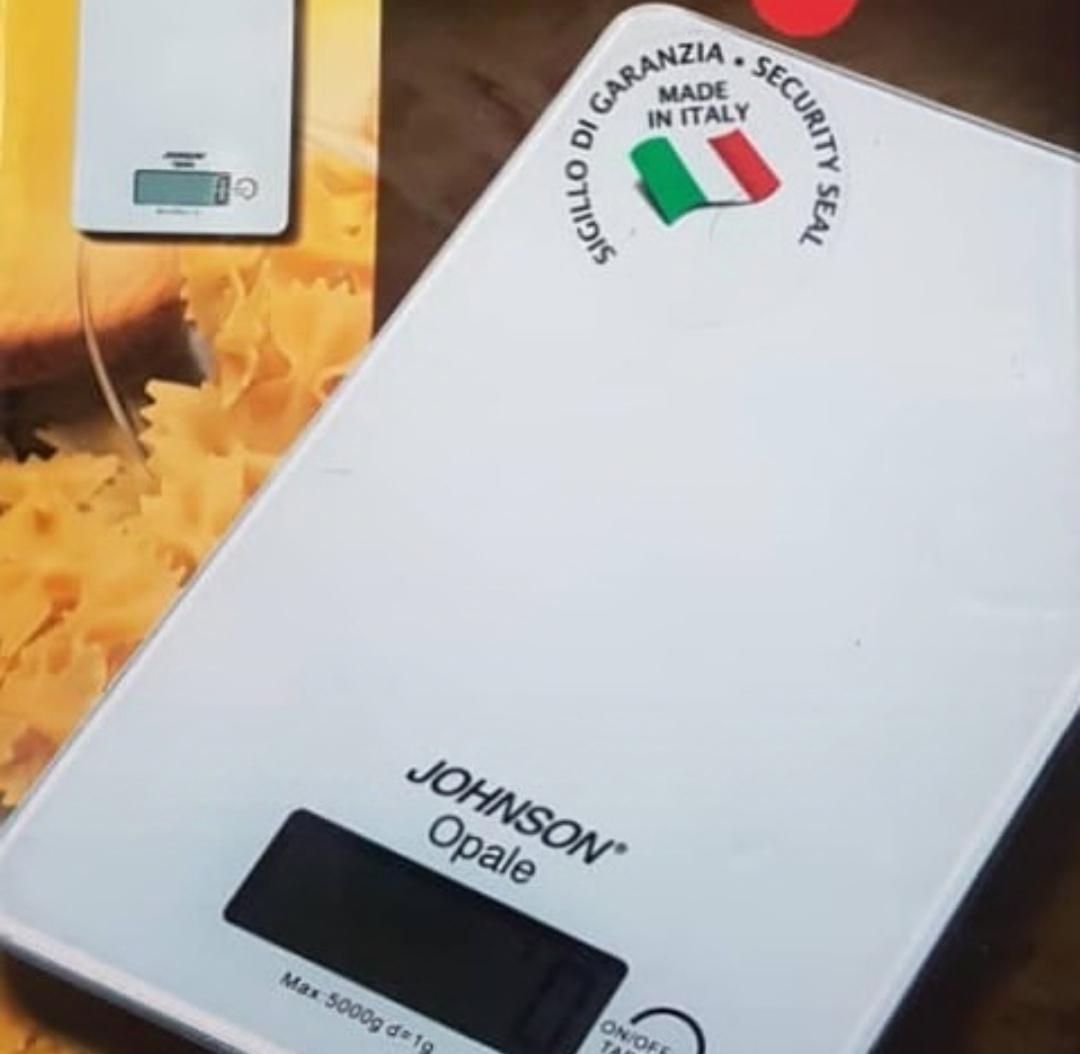 SIGILLO DI GARANZIA • SECURITY SEAL
MADE
IN ITALY
JOHNSON®
Opale
Max 5000g d=1g
ON/OFF